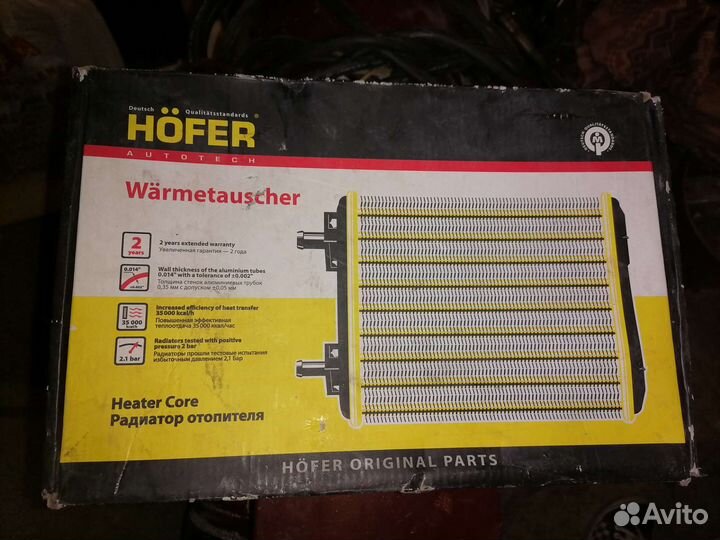 Deutsch Qualitätsstandards ®
HÖFER
AUTOTECH
Wärmetauscher
2
years
2 years extended warranty
Увеличенная гарантия — 2 года
0.014"
±0.002"
Wall thickness of the aluminium tubes
0.014" with a tolerance of ±0.002"
Толщина стенок алюминиевых трубок
0,35 мм с допуском ±0,05 мм
35 000
kcal/h
Increased efficiency of heat transfer
35 000 kcal/h
Повышенная эффективная
теплоотдача 35 000 ккал/час
2.1 bar
Radiators tested with positive
pressure 2 bar
Радиаторы прошли тестовые испытания
избыточным давлением 2,1 Бар
Heater Core
Радиатор отопителя
HÖFER ORIGINAL PARTS
Avito